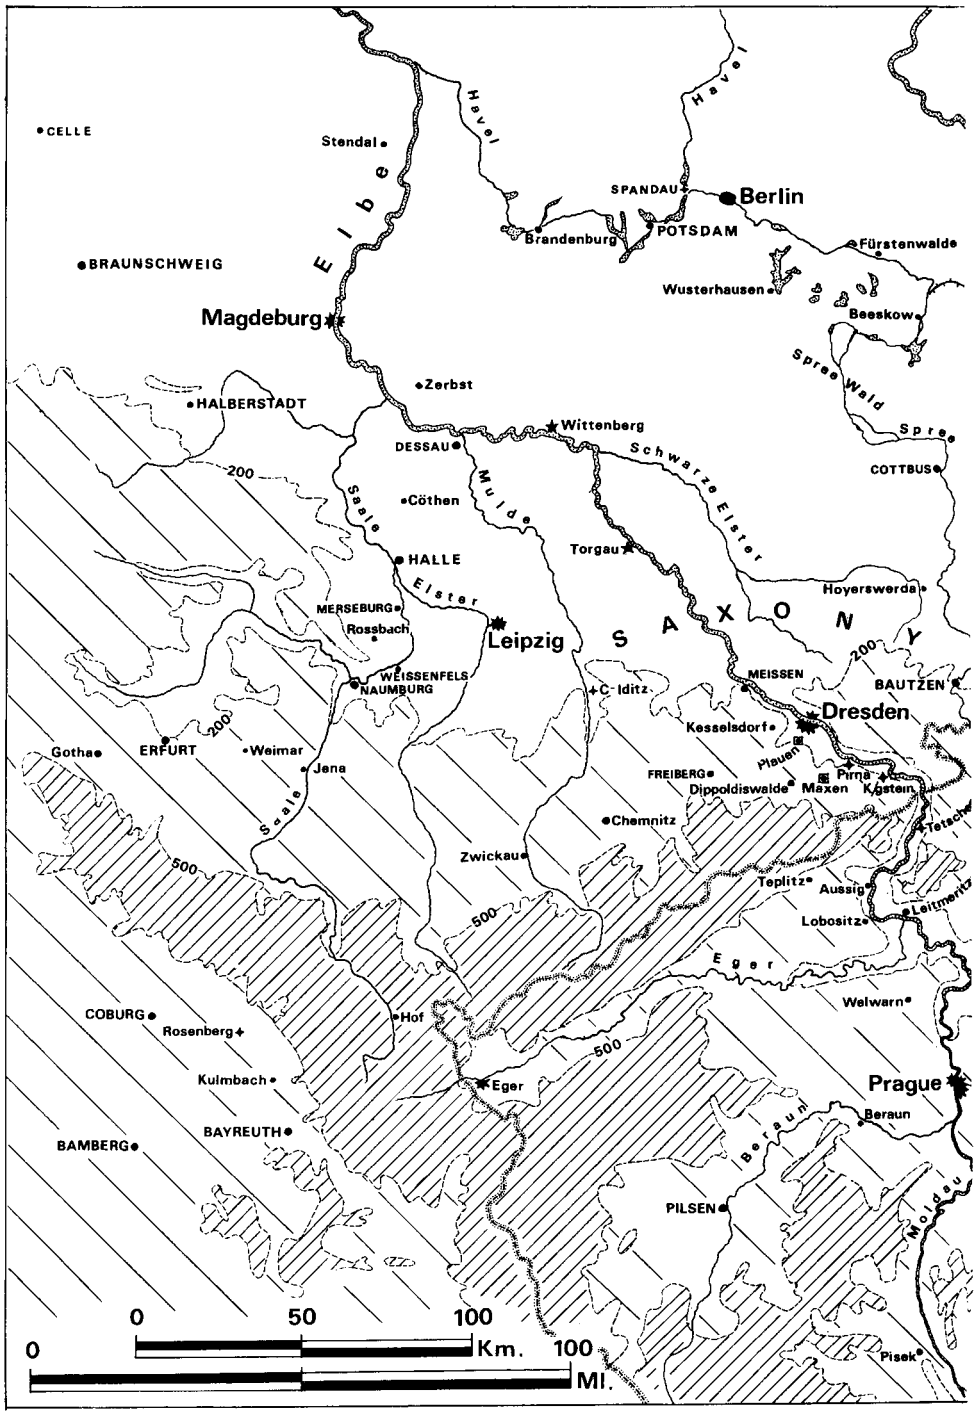 Havel
Havel
CELLE
Stendal
SPANDAU
Berlin
Elbe
Brandenburg
POTSDAM
Fürstenwalde
BRAUNSCHWEIG
Wusterhausen
Magdeburg
Beeskow
Spree Wald
Zerbst
HALBERSTADT
Wittenberg
Spree
DESSAU
Schwarze Elster
200
COTTBUS
Saale
Cöthen
Mulde
Torgau
HALLE
Elster
Hoyerswerda
MERSEBURG
SAXONY
Rossbach
Leipzig
200
WEISSENFELS
MEISSEN
NAUMBURG
C-lditz
BAUTZEN
Dresden
200
Kesselsdorf
Gotha
ERFURT
Weimar
Plauen
Jena
FREIBERG
Pirna
Dippoldiswalde
Maxen
Kgstein
Saale
Chemnitz
Tetsche
Zwickau
500
Teplitz
Aussig
500
Lobositz
Leitmeritz
Eger
Welwarn
COBURG
Hof
Rosenberg
500
Kulmbach
Eger
Prague
Beraun
Beraun
BAYREUTH
BAMBERG
Moldau
PILSEN
0 50 100
Km.
0 100
MI.
Pisek